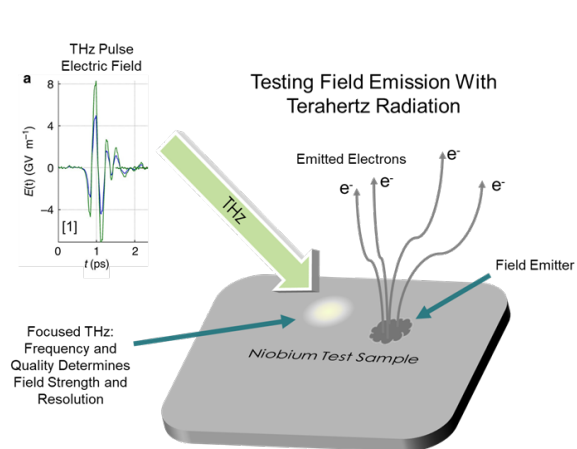 THz Pulse
Electric Field
a
8
4
0
−4
E(t) (GV m⁻¹)
[1]
0 1 2
t (ps)
Testing Field Emission With
Terahertz Radiation
THz
Emitted Electrons
e⁻
e⁻
e⁻
e⁻
Field Emitter
Focused THz:
Frequency and
Quality Determines
Field Strength and
Resolution
Niobium Test Sample